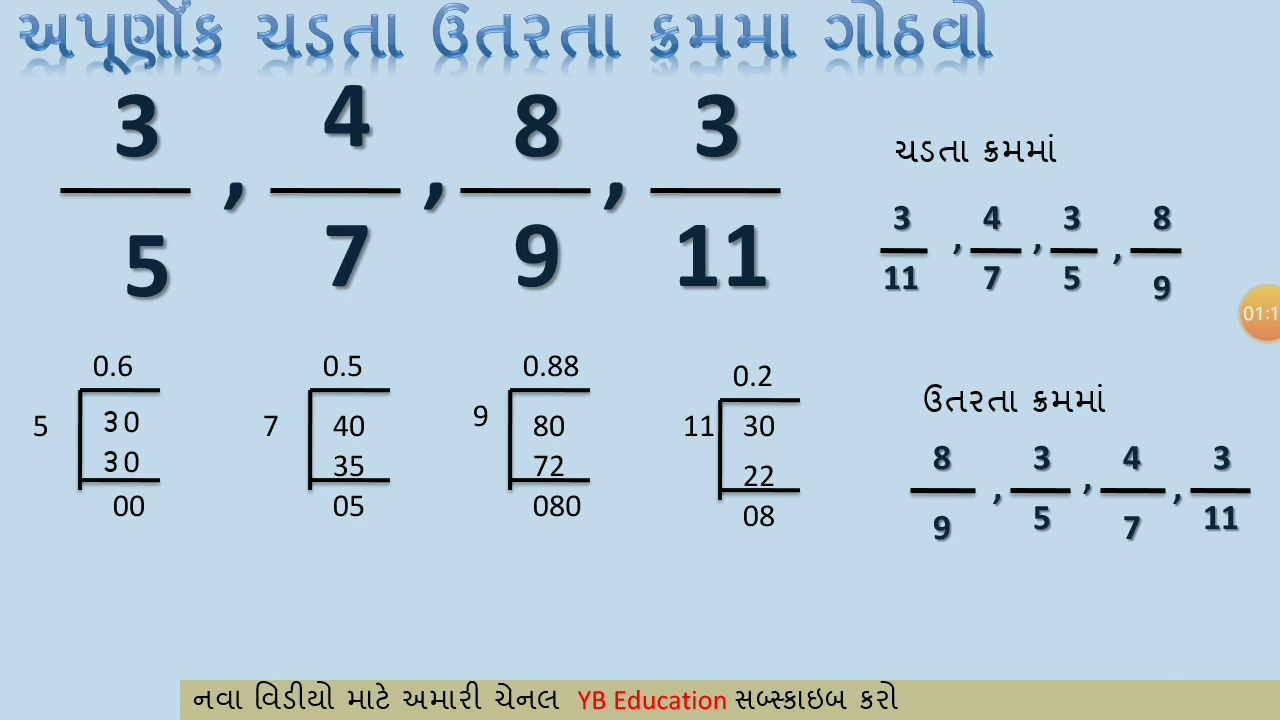 અપૂર્ણાંક ચડતા ઉતરતા ક્રમમા ગોઠવો
3/5 , 4/7 , 8/9 , 3/11
ચડતા ક્રમમાં
3/11 , 4/7 , 3/5 , 8/9
01:1
0.6
5 30
30
00
0.5
7 40
35
05
0.88
9 80
72
080
0.2
11 30
22
08
ઉતરતા ક્રમમાં
8/9 , 3/5 , 4/7 , 3/11
નવા વિડીયો માટે અમારી ચેનલ YB Education સબ્સ્ક્રાઇબ કરો